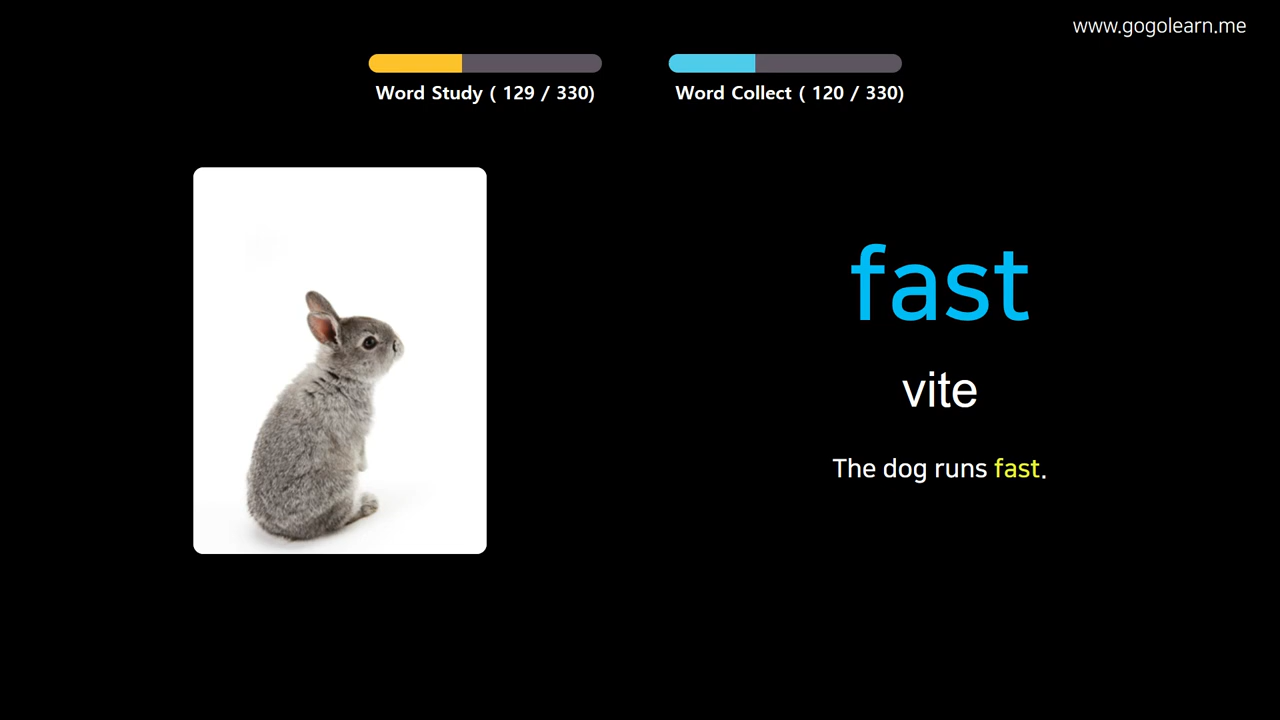 www.gogolearn.me
Word Study ( 129 / 330)
Word Collect ( 120 / 330)
fast
vite
The dog runs fast.